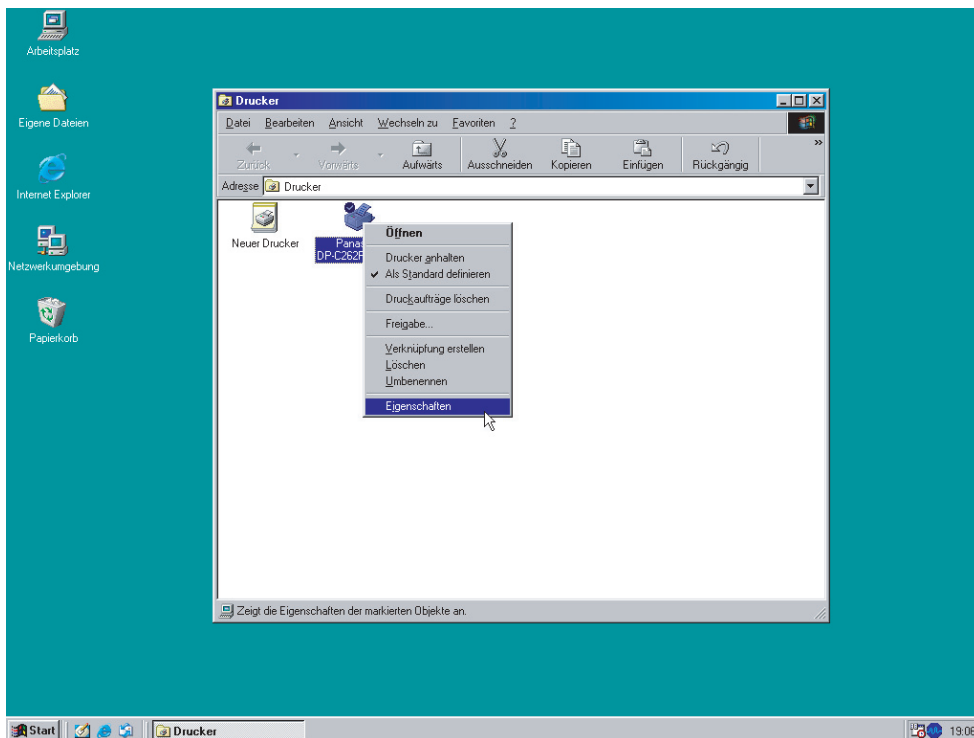 Arbeitsplatz
Eigene Dateien
Internet Explorer
Netzwerkumgebung
Papierkorb
Drucker
Datei Bearbeiten Ansicht Wechseln zu Favoriten ?
Zurück Vorwärts Aufwärts Ausschneiden Kopieren Einfügen Rückgängig »
Adresse Drucker
Neuer Drucker
Panas
DP-C262F
Öffnen
Drucker anhalten
Als Standard definieren
Druckaufträge löschen
Freigabe...
Verknüpfung erstellen
Löschen
Umbenennen
Eigenschaften
Zeigt die Eigenschaften der markierten Objekte an.
Start Drucker 19:06